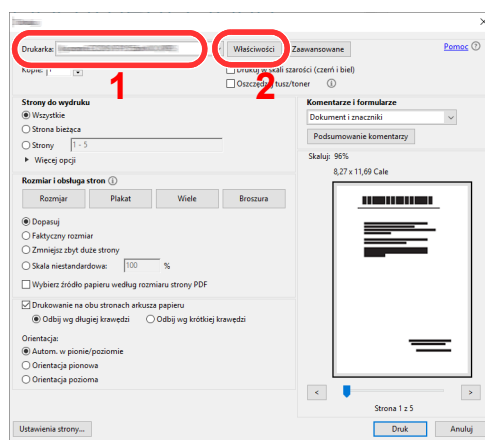 Drukarka: Właściwości Zaawansowane Pomoc
Kopie: 1 Drukuj w skali szarości (czerń i biel)
1 2
Oszczędzaj tusz/toner
Strony do wydruku Komentarze i formularze
Wszystkie Dokument i znaczniki
Strona bieżąca
Strony 1 - 5 Podsumowanie komentarzy
Więcej opcji
Skaluj: 96%
8,27 x 11,69 Cale
Rozmiar i obsługa stron
Rozmiar Plakat Wiele Broszura
Dopasuj
Faktyczny rozmiar
Zmniejsz zbyt duże strony
Skala niestandardowa: 100 %
Wybierz źródło papieru według rozmiaru strony PDF
Drukowanie na obu stronach arkusza papieru
Odbij wg długiej krawędzi Odbij wg krótkiej krawędzi
Orientacja:
Autom. w pionie/poziomie
Orientacja pionowa
Orientacja pozioma
< >
Strona 1 z 5
Ustawienia strony... Druk Anuluj